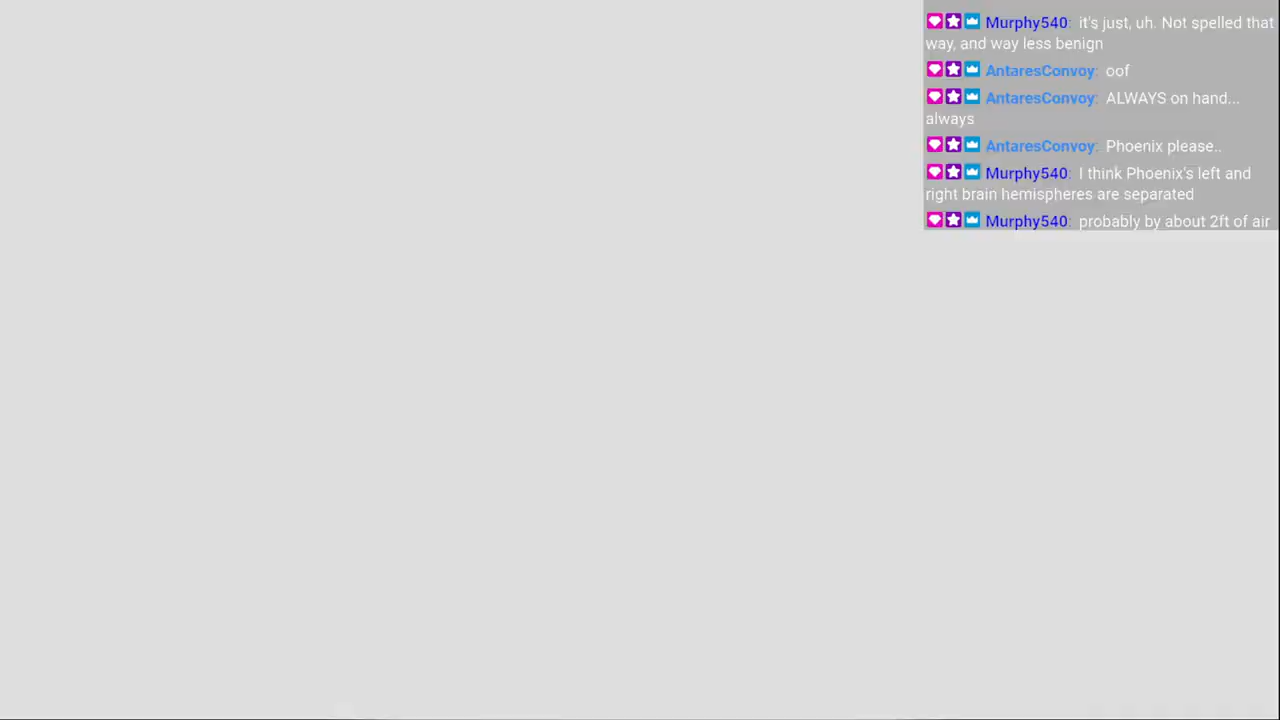 Murphy540: it's just, uh. Not spelled that
way, and way less benign
AntaresConvoy: oof
AntaresConvoy: ALWAYS on hand...
always
AntaresConvoy: Phoenix please..
Murphy540: I think Phoenix's left and
right brain hemispheres are separated
Murphy540: probably by about 2ft of air